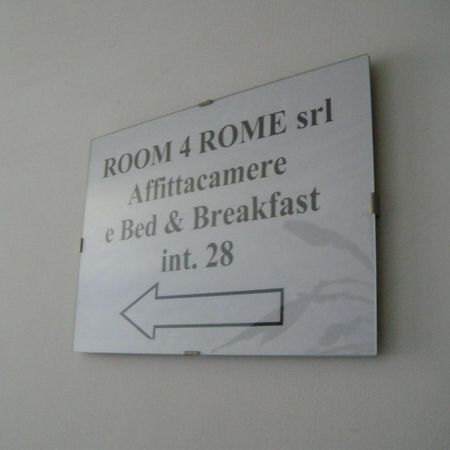 ROOM 4 ROME srl
Affittacamere
e Bed & Breakfast
int. 28